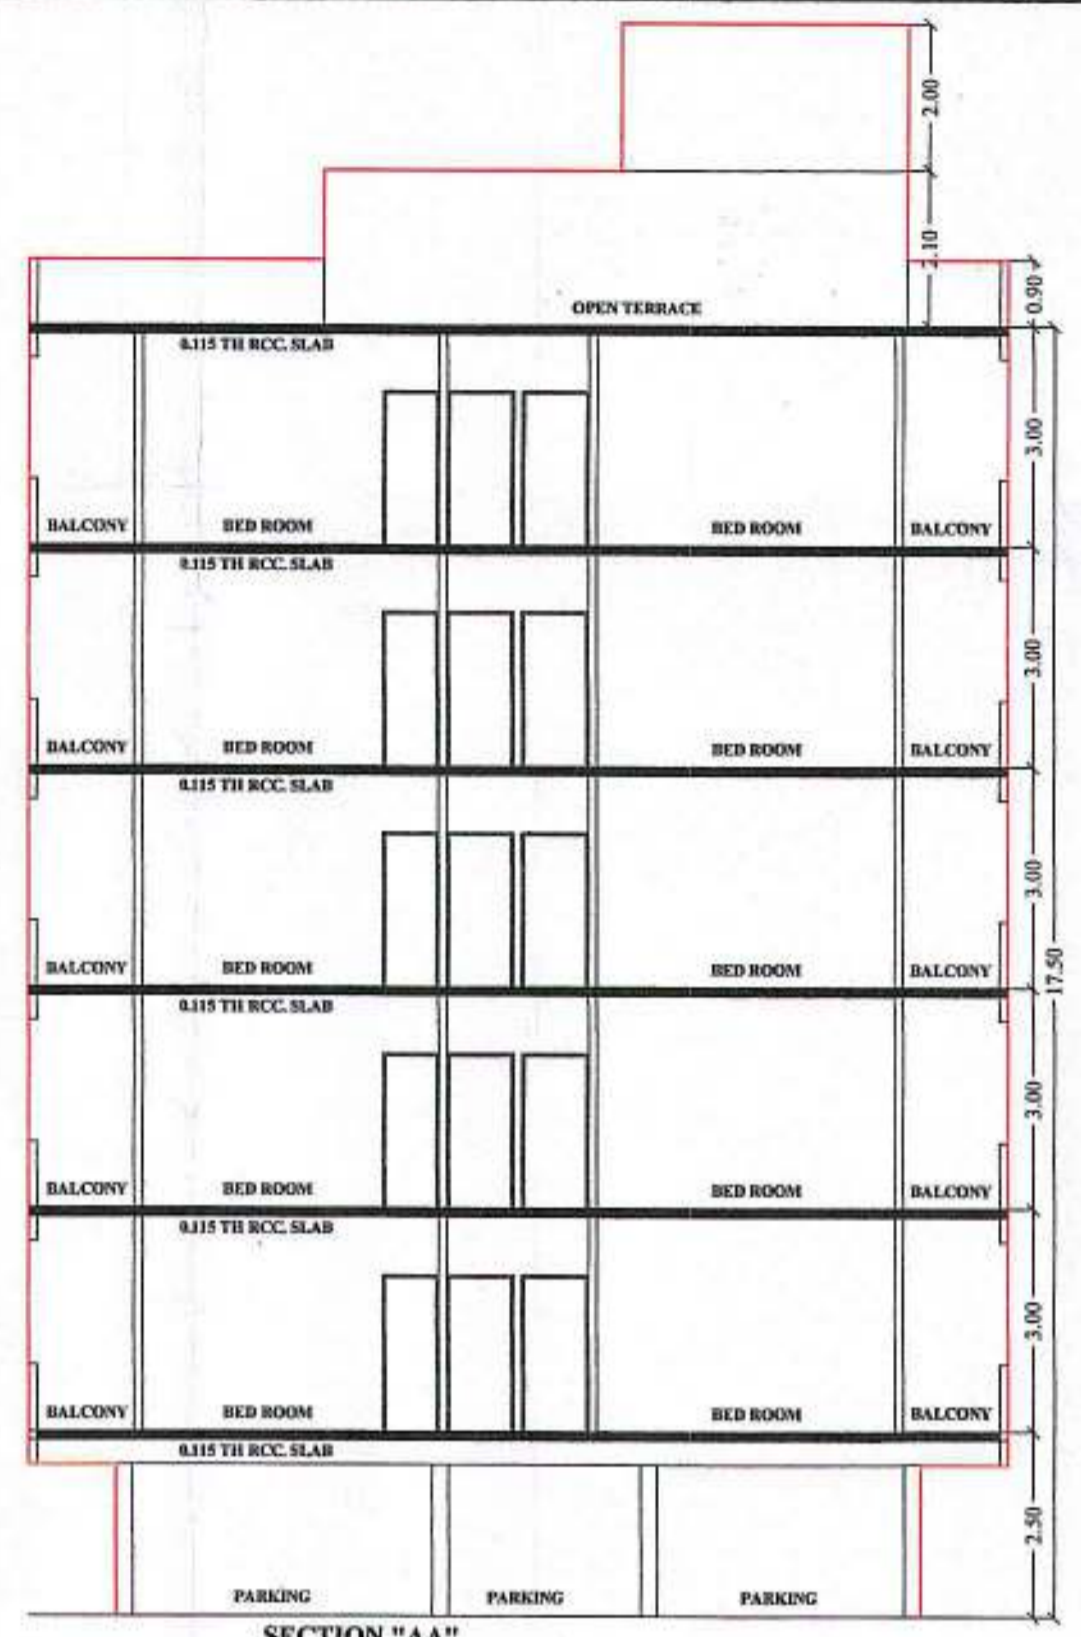 2.00
2.10
0.90
OPEN TERRACE
0.115 TH RCC. SLAB
3.00
BALCONY BED ROOM BED ROOM BALCONY
0.115 TH RCC. SLAB
3.00
BALCONY BED ROOM BED ROOM BALCONY
0.115 TH RCC. SLAB
3.00
BALCONY BED ROOM BED ROOM BALCONY
17.50
0.115 TH RCC. SLAB
3.00
BALCONY BED ROOM BED ROOM BALCONY
0.115 TH RCC. SLAB
3.00
BALCONY BED ROOM BED ROOM BALCONY
0.115 TH RCC. SLAB
2.50
PARKING PARKING PARKING
SECTION "AA"